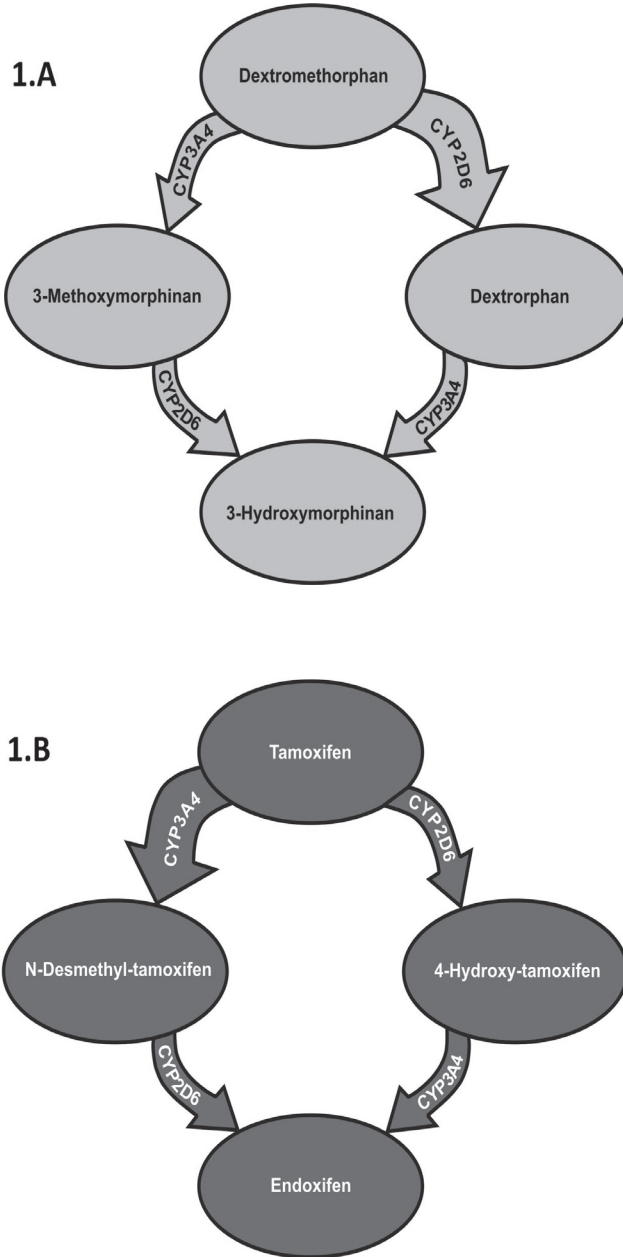 1.A
Dextromethorphan
CYP3A4
CYP2D6
3-Methoxymorphinan
Dextrorphan
CYP2D6
CYP3A4
3-Hydroxymorphinan
1.B
Tamoxifen
CYP3A4
CYP2D6
N-Desmethyl-tamoxifen
4-Hydroxy-tamoxifen
CYP2D6
CYP3A4
Endoxifen